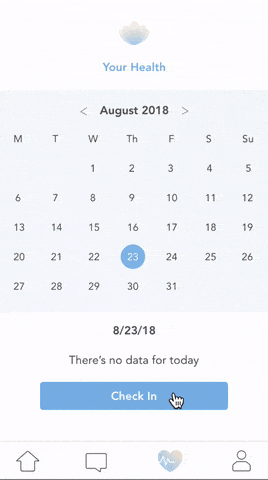 Your Health
< August 2018 >
M T W Th F S Su
1 2 3 4 5
6 7 8 9 10 11 12
13 14 15 16 17 18 19
20 21 22 23 24 25 26
27 28 29 30 31
8/23/18
There's no data for today
Check In